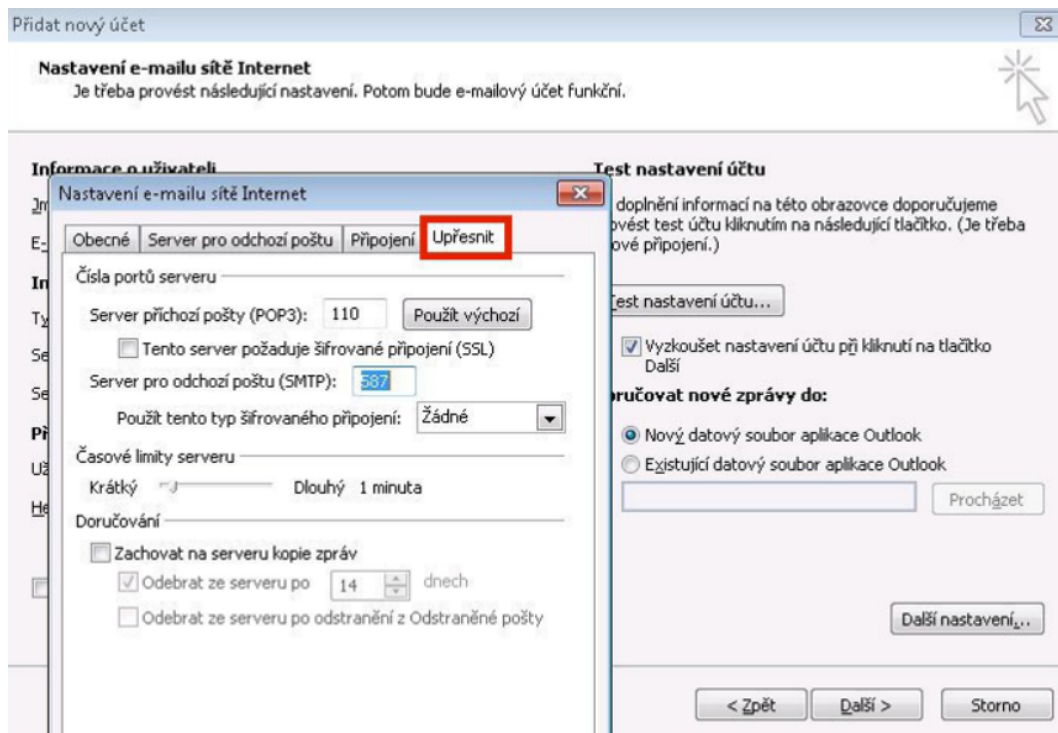 Přidat nový účet
Nastavení e-mailu sítě Internet
Je třeba provést následující nastavení. Potom bude e-mailový účet funkční.
Informace o uživateli
Nastavení e-mailu sítě Internet
Obecné Server pro odchozí poštu Připojení Upřesnit
Čísla portů serveru
Server příchozí pošty (POP3): 110 Použít výchozí
Tento server požaduje šifrované připojení (SSL)
Server pro odchozí poštu (SMTP): 587
Použít tento typ šifrovaného připojení: Žádné
Časové limity serveru
Krátký Dlouhý 1 minuta
Doručování
Zachovat na serveru kopie zpráv
Odebrat ze serveru po 14 dnech
Odebrat ze serveru po odstranění z Odstraněné pošty
Test nastavení účtu
doplnění informací na této obrazovce doporučujeme
ovést test účtu kliknutím na následující tlačítko. (Je třeba
ové připojení.)
Test nastavení účtu...
Vyzkoušet nastavení účtu při kliknutí na tlačítko
Další
oručovat nové zprávy do:
Nový datový soubor aplikace Outlook
Existující datový soubor aplikace Outlook
Procházet
Další nastavení...
< Zpět Další > Storno